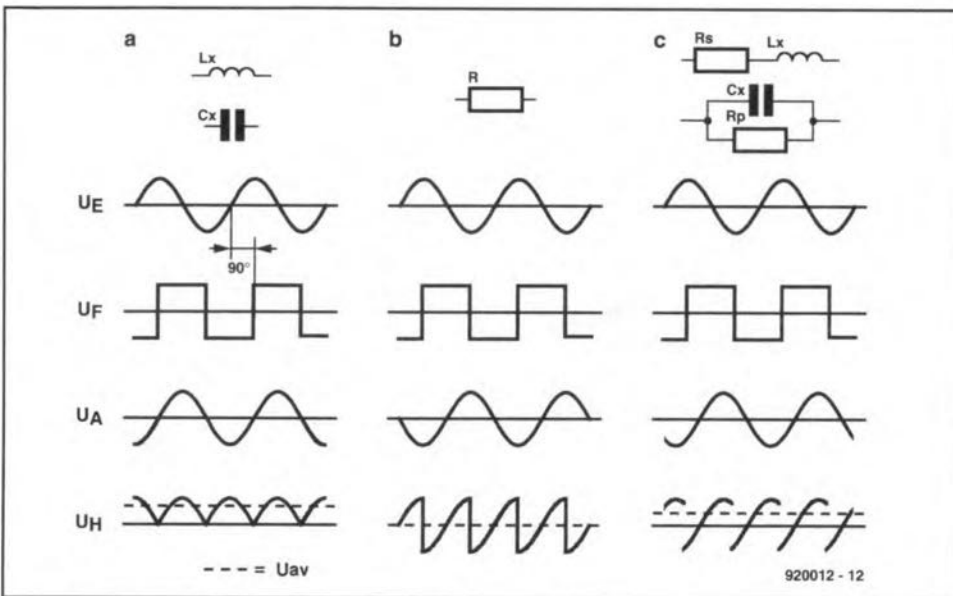 a
b
c
Lx
Cx
R
Rs
Lx
Cx
Rp
UE
90°
UF
UA
UH
---- = Uav
920012 - 12